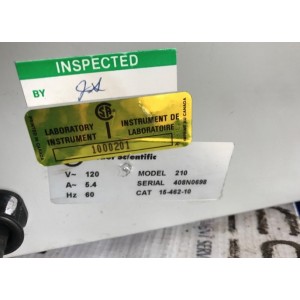 INSPECTED
BY
LABORATORY INSTRUMENT DE
INSTRUMENT LABORATOIRE
1000201
Scientific
V~ 120 MODEL 210
A~ 5.4 SERIAL 408N0698
Hz 60 CAT 15-462-10